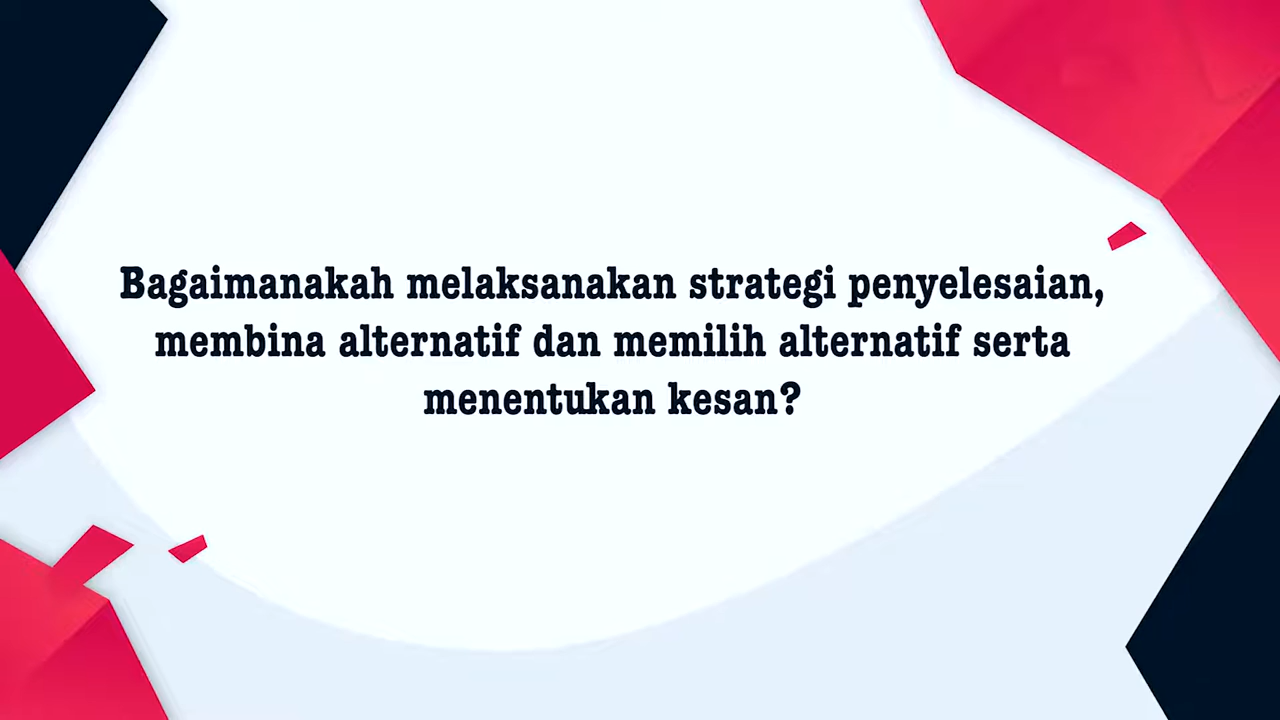 Bagaimanakah melaksanakan strategi penyelesaian,
membina alternatif dan memilih alternatif serta
menentukan kesan?